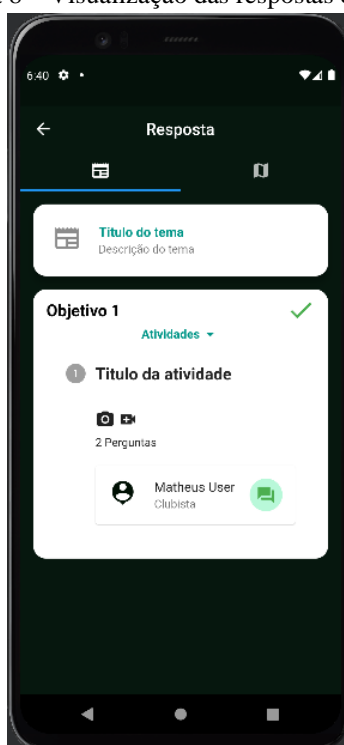 Visualização das respostas
6:40
Resposta
Titulo do tema
Descrição do tema
Objetivo 1
Atividades
1
Titulo da atividade
2 Perguntas
Matheus User
Clubista